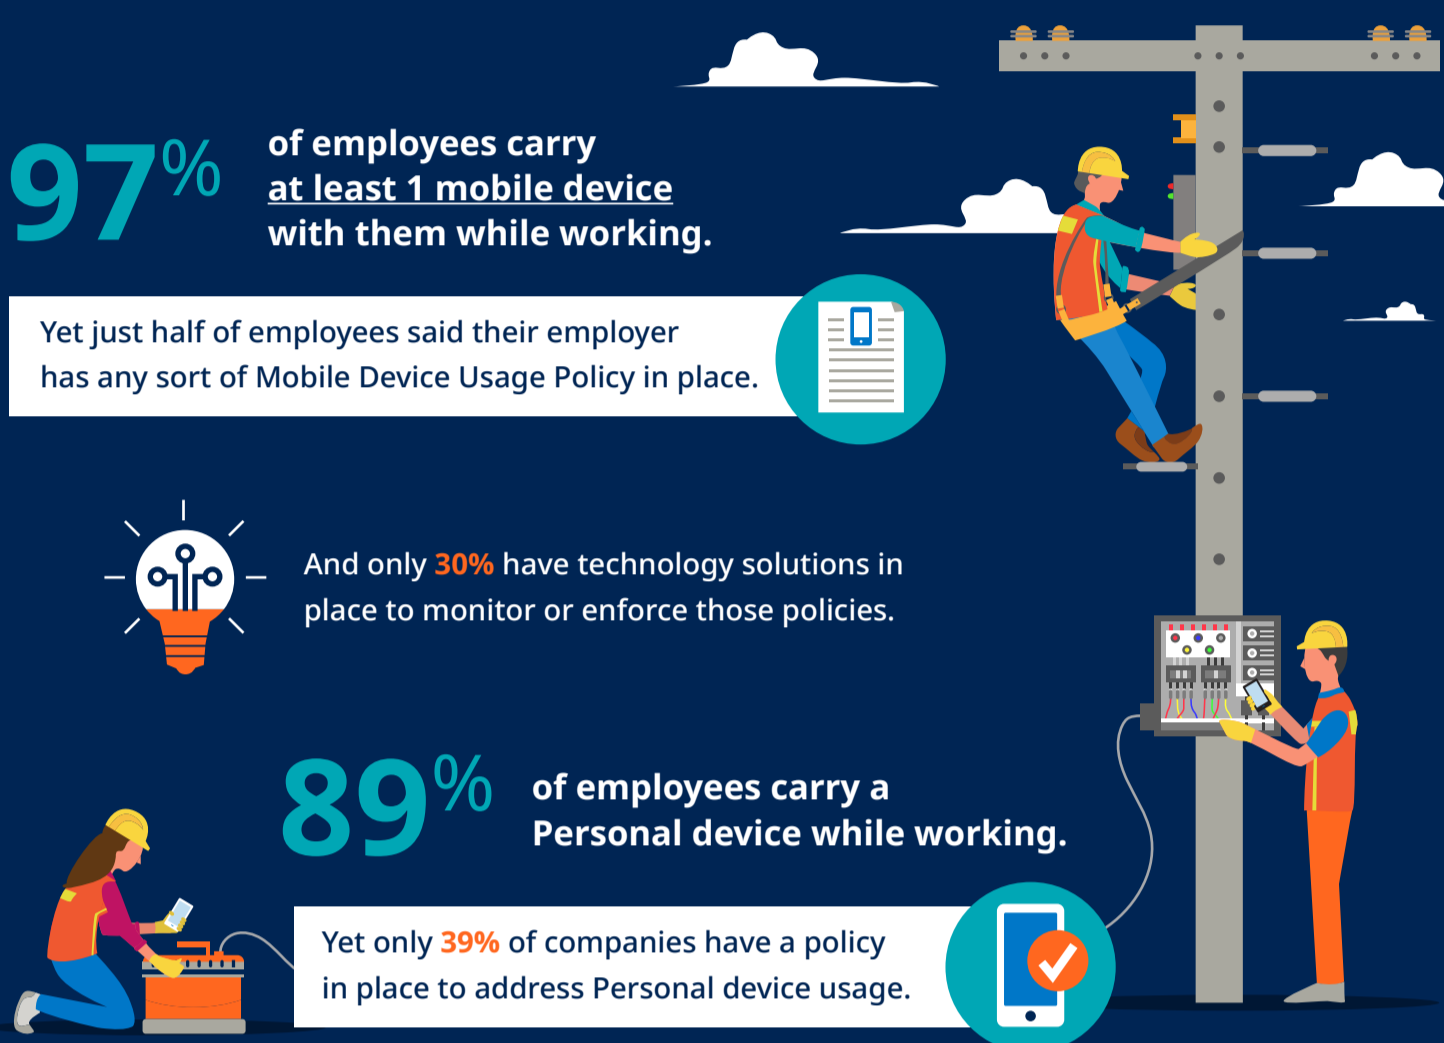 97%
of employees carry
at least 1 mobile device
with them while working.
Yet just half of employees said their employer
has any sort of Mobile Device Usage Policy in place.
And only 30% have technology solutions in
place to monitor or enforce those policies.
89%
of employees carry a
Personal device while working.
Yet only 39% of companies have a policy
in place to address Personal device usage.